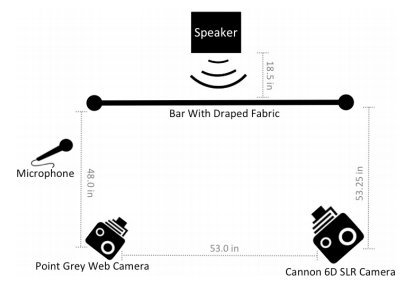 Speaker
18.5 in
Bar With Draped Fabric
Microphone
48.0 in
53.25 in
53.0 in
Point Grey Web Camera
Cannon 6D SLR Camera